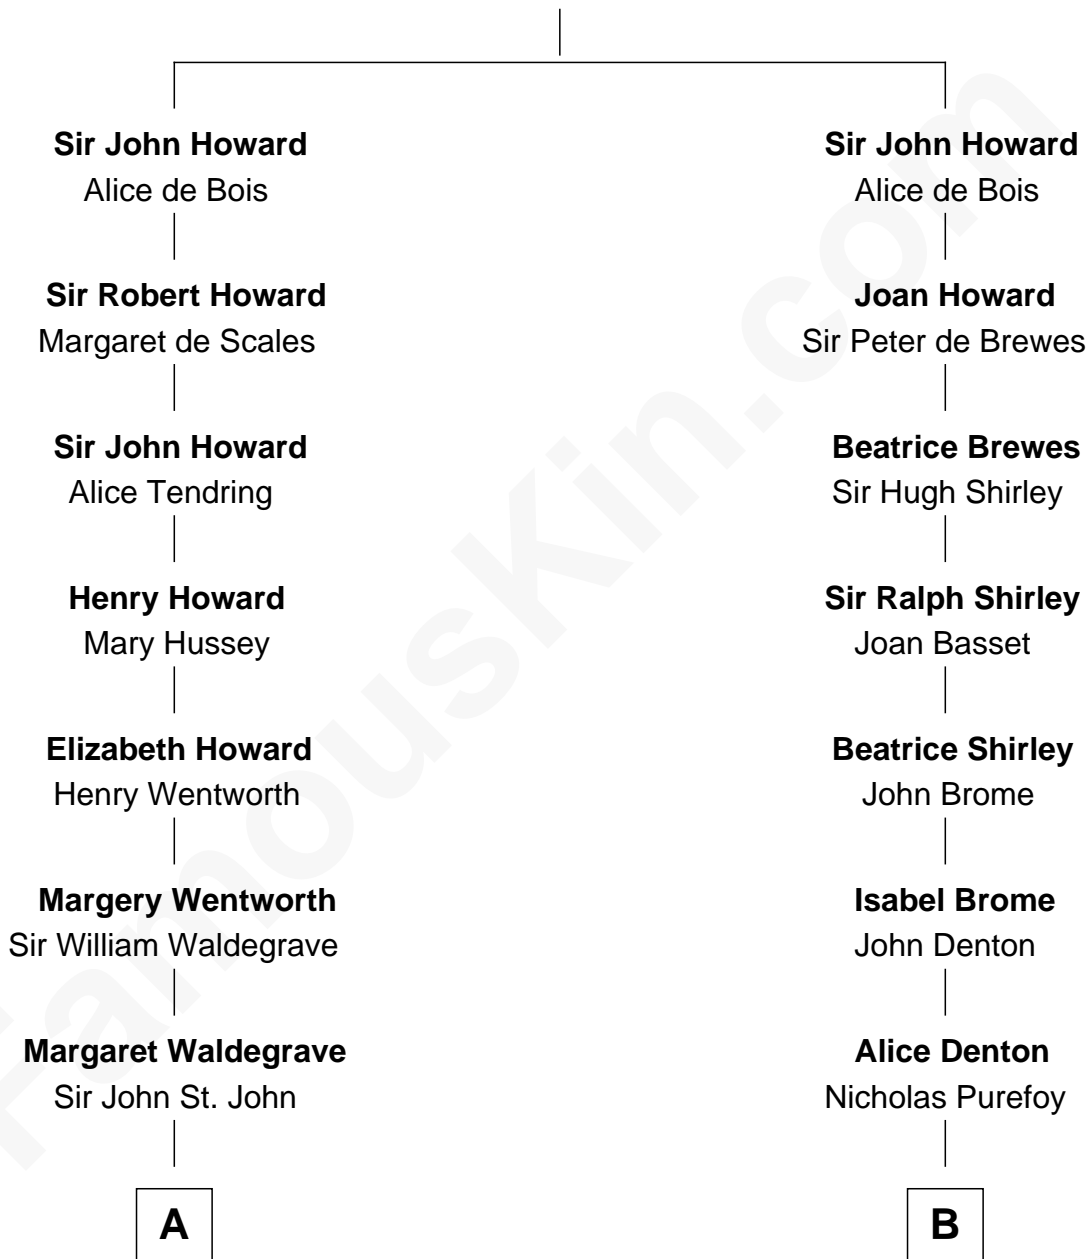 Sir John Howard
Alice de Bois
Sir Robert Howard
Margaret de Scales
Sir John Howard
Alice Tendring
Henry Howard
Mary Hussey
Elizabeth Howard
Henry Wentworth
Margery Wentworth
Sir William Waldegrave
Margaret Waldegrave
Sir John St. John
A
Sir John Howard
Alice de Bois
Joan Howard
Sir Peter de Brewes
Beatrice Brewes
Sir Hugh Shirley
Sir Ralph Shirley
Joan Basset
Beatrice Shirley
John Brome
Isabel Brome
John Denton
Alice Denton
Nicholas Purefoy
B
FamousKin.com